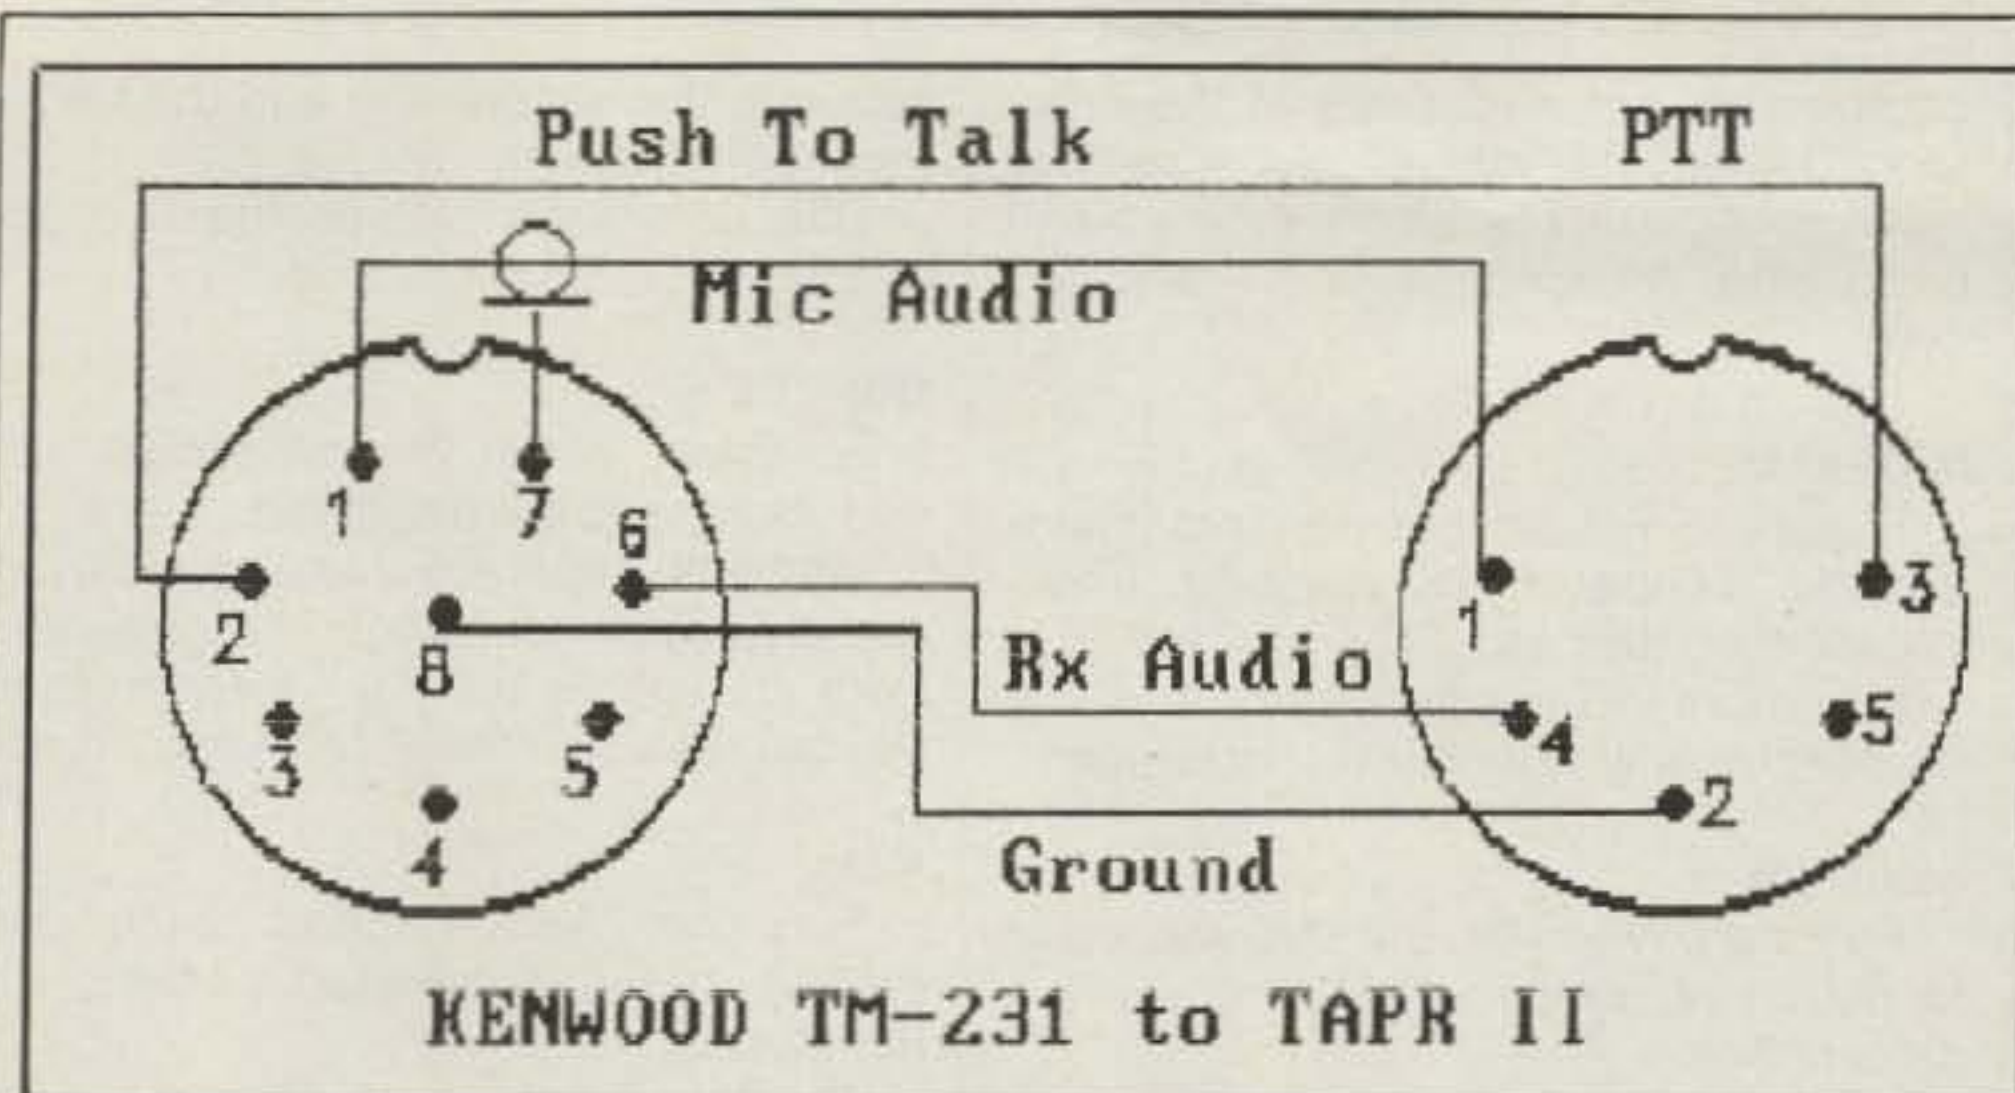 Push To Talk PTT
Mic Audio
1 7
6
2 8
1 3
Rx Audio
3 5
4 5
4
2
Ground
KENWOOD TM-231 to TAPR II